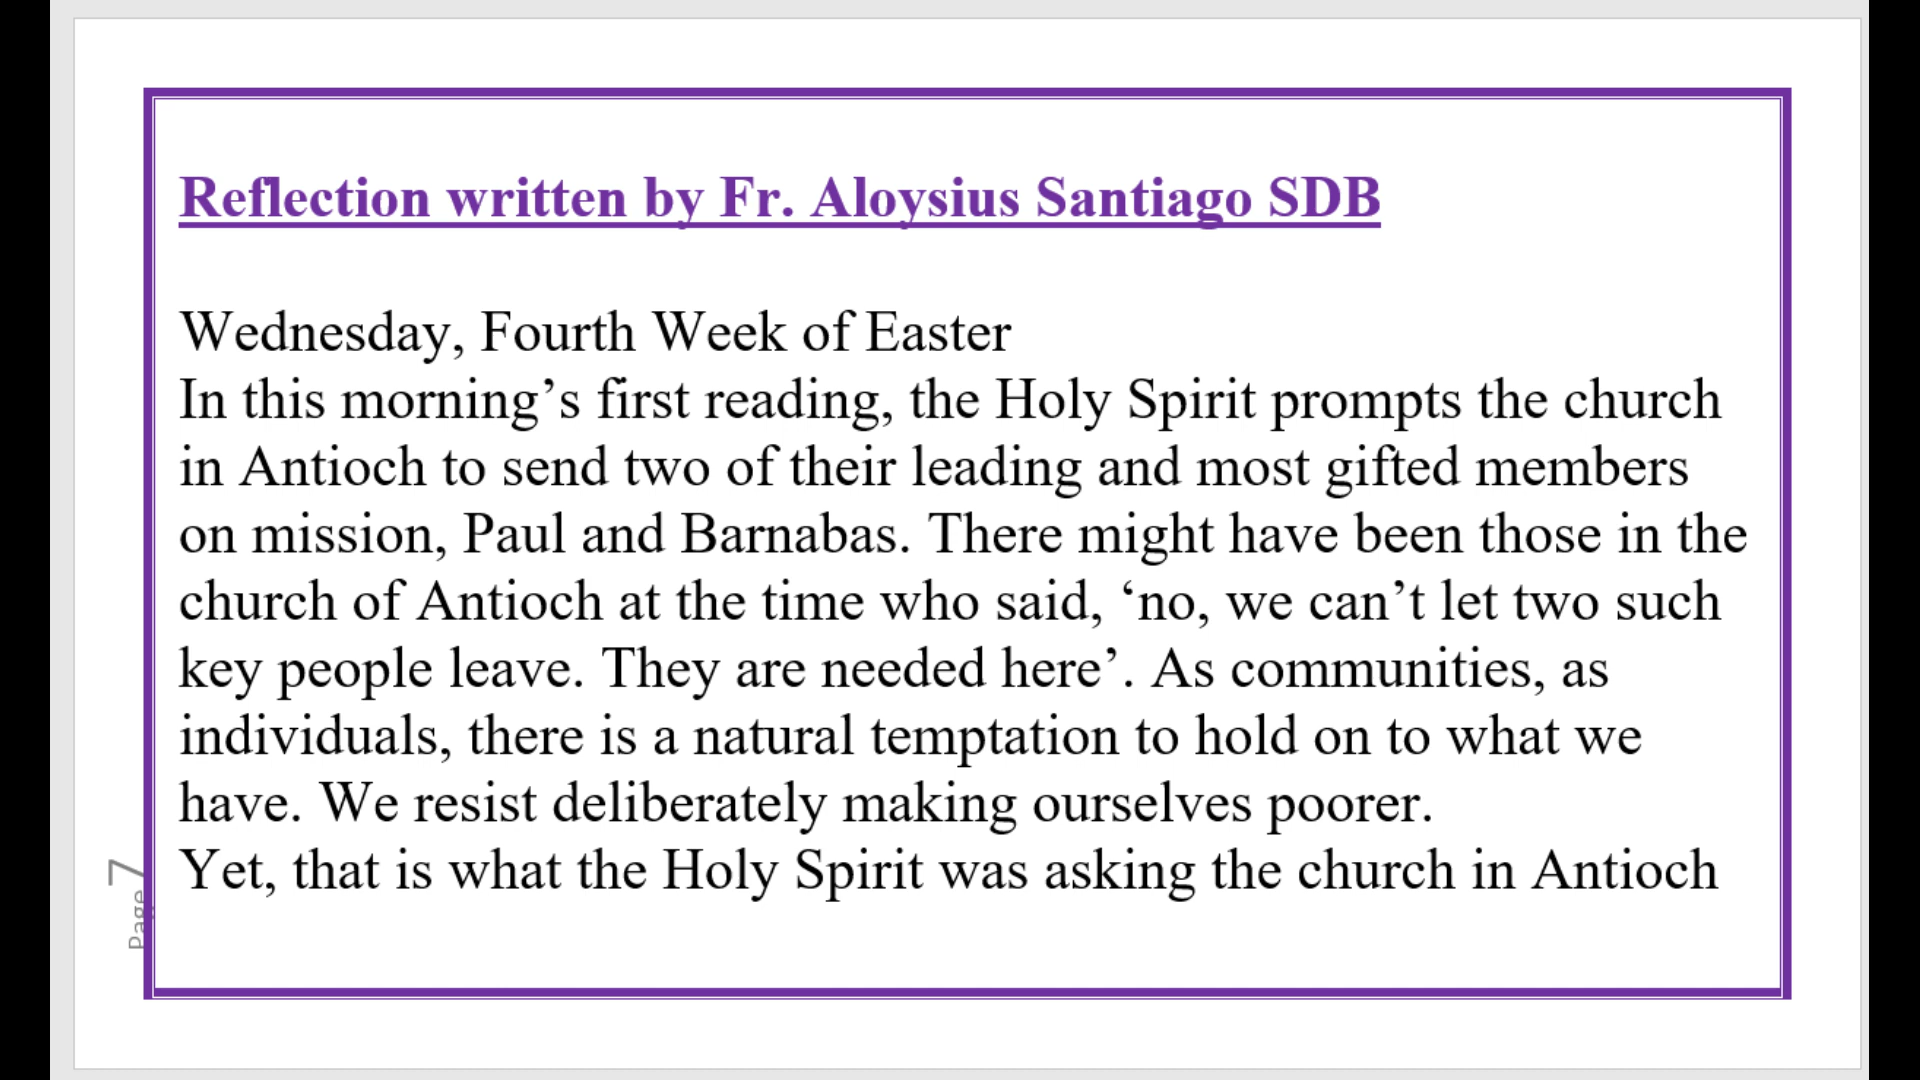 Reflection written by Fr. Aloysius Santiago SDB
Wednesday, Fourth Week of Easter
In this morning’s first reading, the Holy Spirit prompts the church
in Antioch to send two of their leading and most gifted members
on mission, Paul and Barnabas. There might have been those in the
church of Antioch at the time who said, ‘no, we can’t let two such
key people leave. They are needed here’. As communities, as
individuals, there is a natural temptation to hold on to what we
have. We resist deliberately making ourselves poorer.
Yet, that is what the Holy Spirit was asking the church in Antioch
Page 7